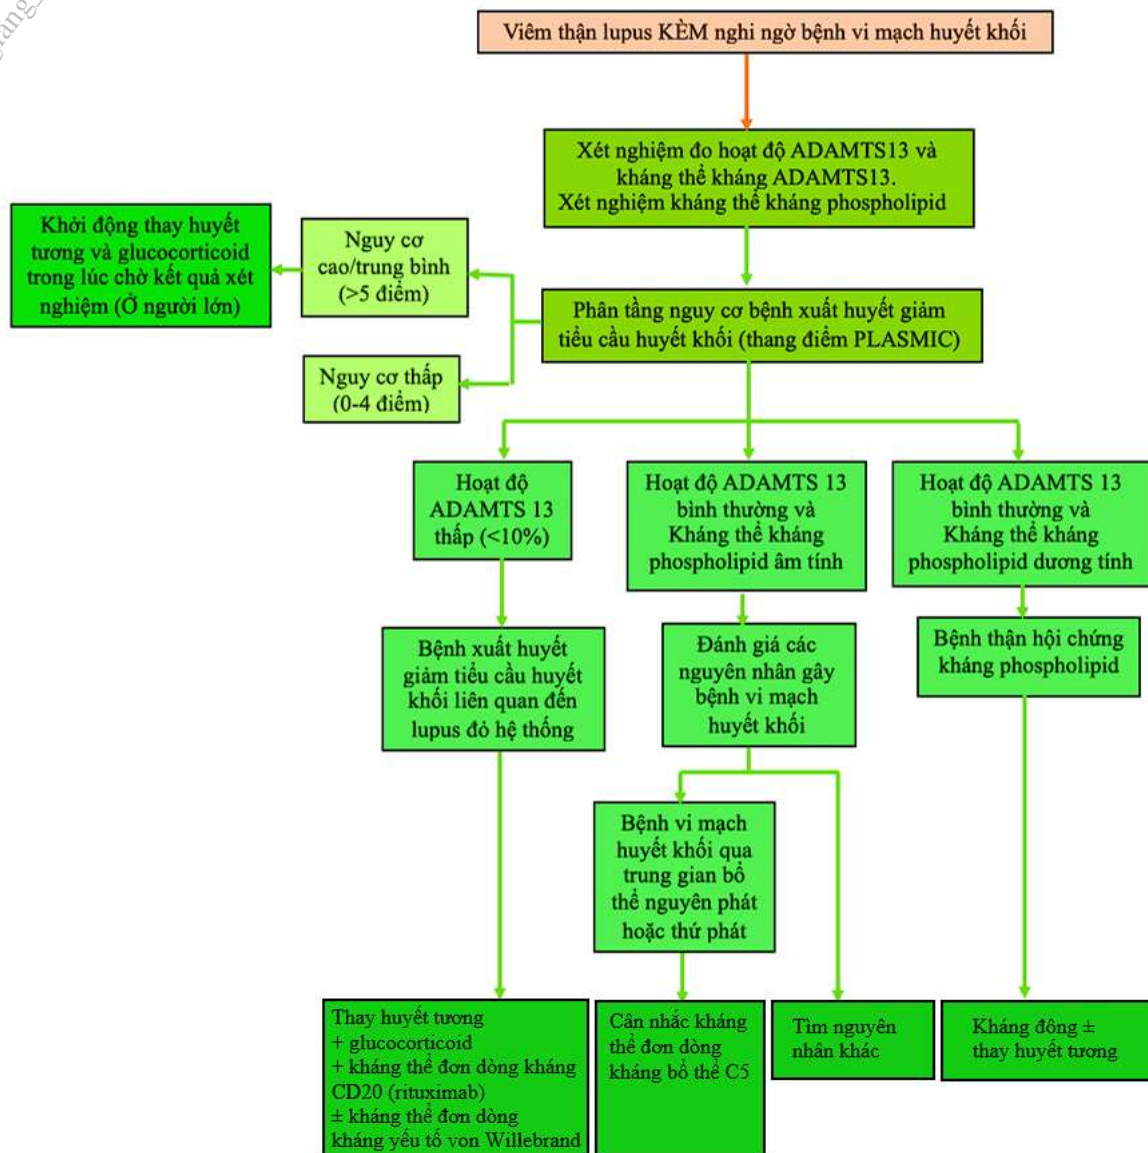 Viêm thận lupus KÈM nghi ngờ bệnh vi mạch huyết khối
Xét nghiệm đo hoạt độ ADAMTS13 và
kháng thể kháng ADAMTS13.
Xét nghiệm kháng thể kháng phospholipid
Khởi động thay huyết
tương và glucocorticoid
trong lúc chờ kết quả xét
nghiệm (Ở người lớn)
Nguy cơ
cao/trung bình
(>5 điểm)
Phân tầng nguy cơ bệnh xuất huyết giảm
tiểu cầu huyết khối (thang điểm PLASMIC)
Nguy cơ thấp
(0-4 điểm)
Hoạt độ
ADAMTS 13
thấp (<10%)
Hoạt độ ADAMTS 13
bình thường và
Kháng thể kháng
phospholipid âm tính
Hoạt độ ADAMTS 13
bình thường và
Kháng thể kháng
phospholipid dương tính
Bệnh xuất huyết
giảm tiểu cầu huyết
khối liên quan đến
lupus đỏ hệ thống
Đánh giá các
nguyên nhân gây
bệnh vi mạch
huyết khối
Bệnh thận hội chứng
kháng phospholipid
Bệnh vi mạch
huyết khối qua
trung gian bổ
thể nguyên phát
hoặc thứ phát
Thay huyết tương
+ glucocorticoid
+ kháng thể đơn dòng kháng
CD20 (rituximab)
± kháng thể đơn dòng
kháng yếu tố von Willebrand
Cân nhắc kháng
thể đơn dòng
kháng bổ thể C5
Tìm nguyên
nhân khác
Kháng đông ±
thay huyết tương